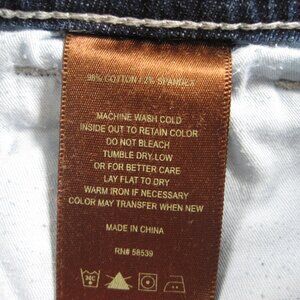 98% COTTON / 2% SPANDEX
MACHINE WASH COLD
INSIDE OUT TO RETAIN COLOR
DO NOT BLEACH
TUMBLE DRY LOW
OR FOR BETTER CARE
LAY FLAT TO DRY
WARM IRON IF NECESSARY
COLOR MAY TRANSFER WHEN NEW
MADE IN CHINA
RN# 58539